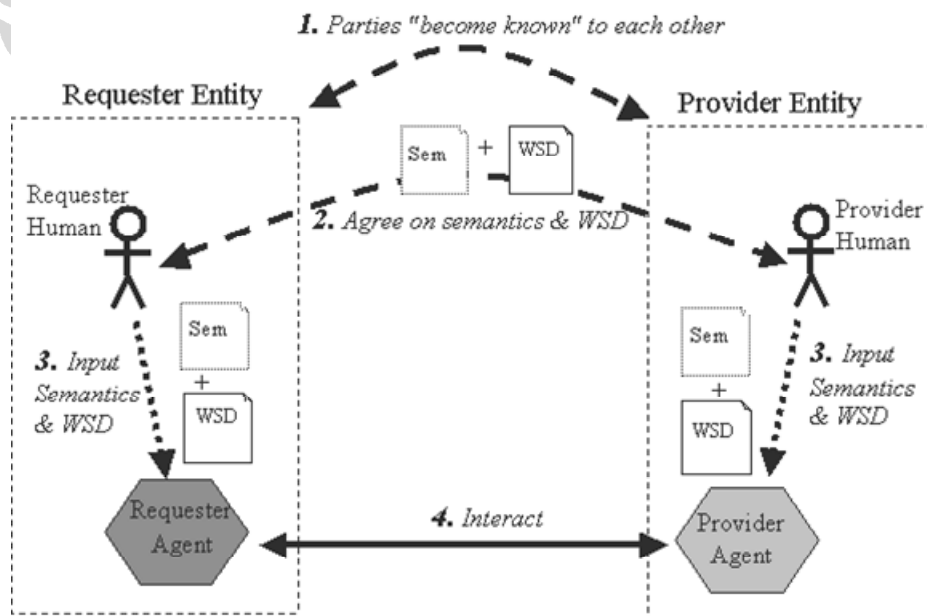 1. Parties "become known" to each other
Requester Entity
Provider Entity
Sem
+
WSD
Requester
Human
2. Agree on semantics & WSD
Provider
Human
Sem
+
WSD
3. Input
Semantics
& WSD
Sem
+
WSD
3. Input
Semantics
& WSD
Requester
Agent
4. Interact
Provider
Agent